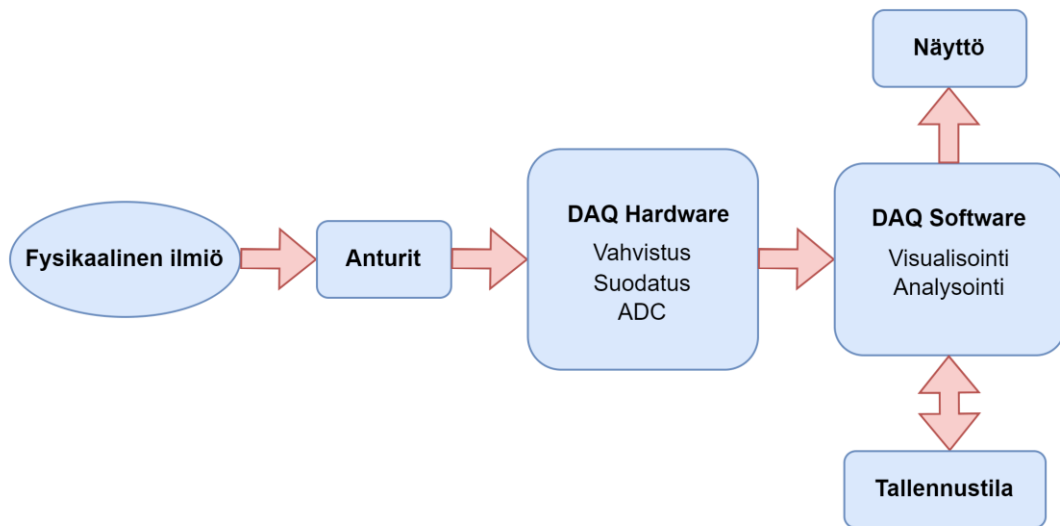 Näyttö
Fysikaalinen ilmiö
Anturit
DAQ Hardware
Vahvistus
Suodatus
ADC
DAQ Software
Visualisointi
Analysointi
Tallennustila